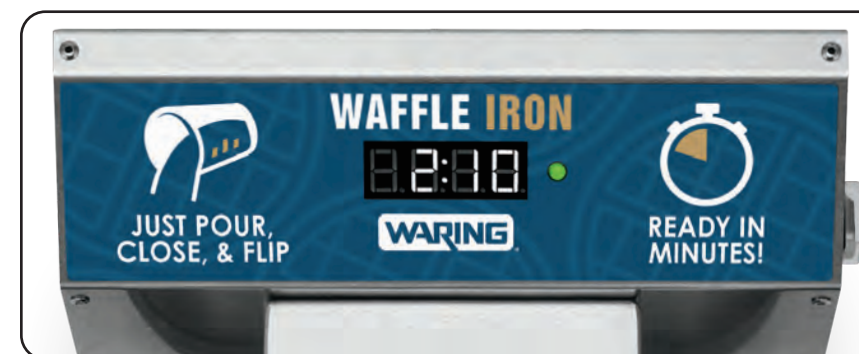 WAFFLE IRON
2:10
JUST POUR,
CLOSE, & FLIP
WARING
READY IN
MINUTES!